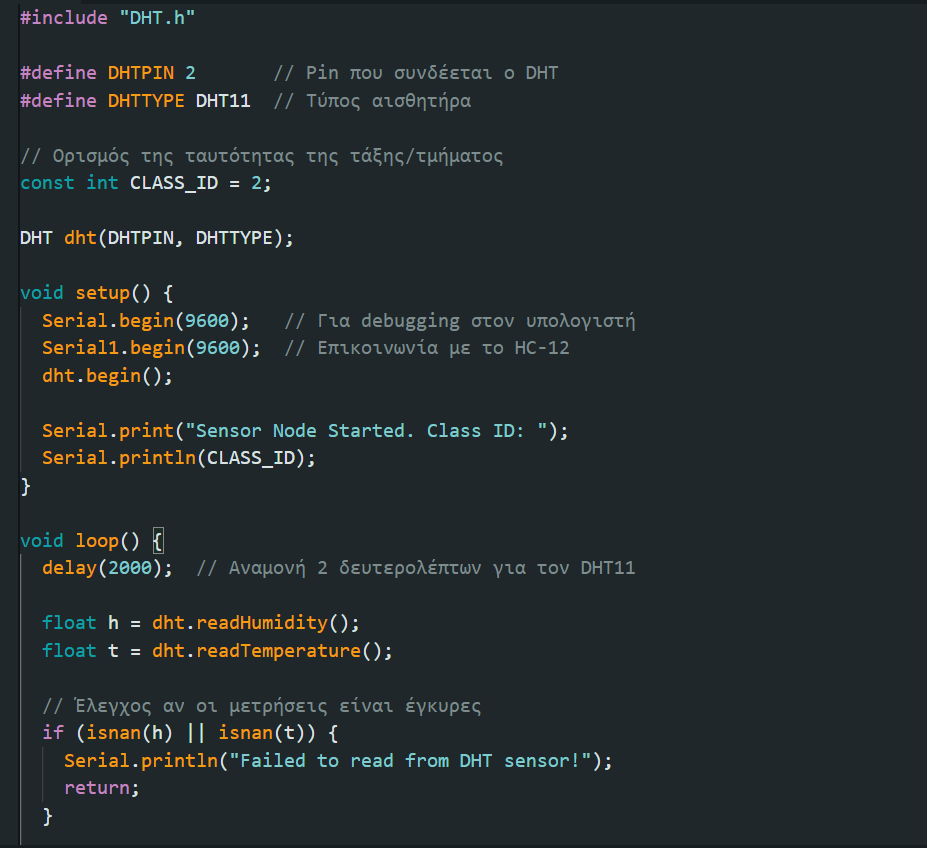 #include "DHT.h"
#define DHTPIN 2       // Pin που συνδέεται ο DHT
#define DHTTYPE DHT11  // Τύπος αισθητήρα
// Ορισμός της ταυτότητας της τάξης/τμήματος
const int CLASS_ID = 2;
DHT dht(DHTPIN, DHTTYPE);
void setup() {
  Serial.begin(9600);   // Για debugging στον υπολογιστή
  Serial1.begin(9600);  // Επικοινωνία με το HC-12
  dht.begin();
  Serial.print("Sensor Node Started. Class ID: ");
  Serial.println(CLASS_ID);
}
void loop() {
  delay(2000);  // Αναμονή 2 δευτερολέπτων για τον DHT11
  float h = dht.readHumidity();
  float t = dht.readTemperature();
  // Έλεγχος αν οι μετρήσεις είναι έγκυρες
  if (isnan(h) || isnan(t)) {
    Serial.println("Failed to read from DHT sensor!");
    return;
  }